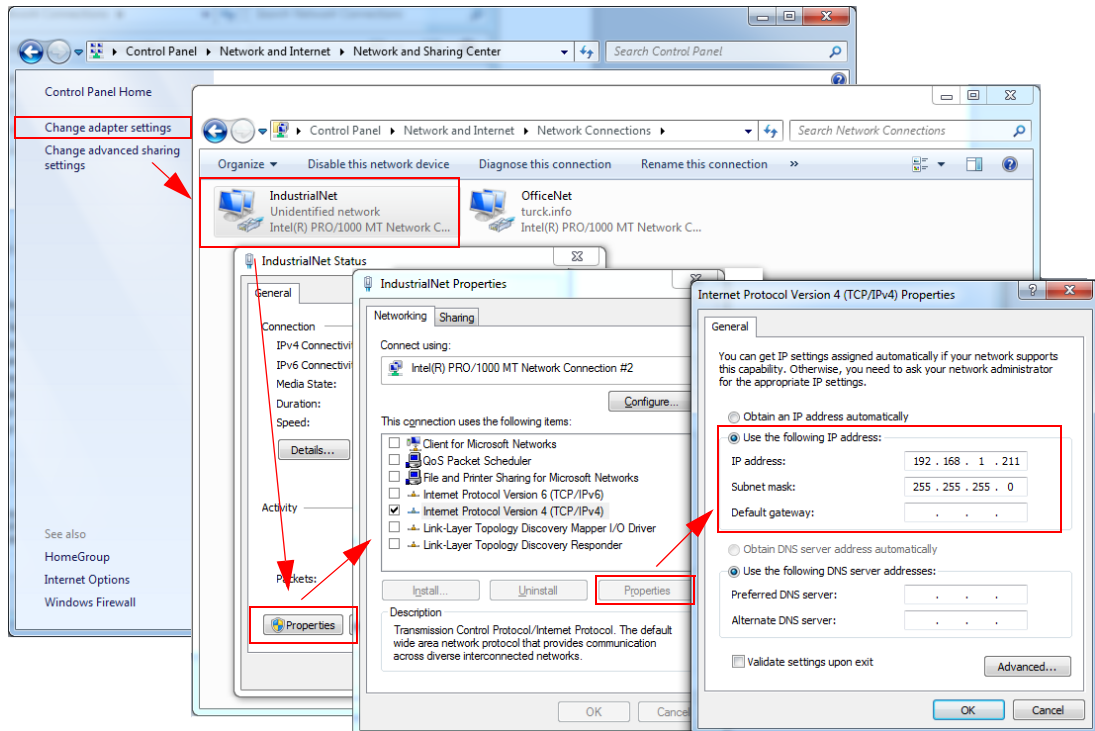 Control Panel ▸ Network and Internet ▸ Network and Sharing Center
Search Control Panel
Control Panel Home
Change adapter settings
Change advanced sharing
settings
See also
HomeGroup
Internet Options
Windows Firewall
Control Panel ▸ Network and Internet ▸ Network Connections ▸
Search Network Connections
Organize ▾ Disable this network device Diagnose this connection Rename this connection »
IndustrialNet
Unidentified network
Intel(R) PRO/1000 MT Network C...
OfficeNet
turck.info
Intel(R) PRO/1000 MT Network C...
IndustrialNet Status
General
Connection
IPv4 Connectivi
IPv6 Connectivi
Media State:
Duration:
Speed:
Details...
Activity
Packets:
Properties
IndustrialNet Properties
Networking Sharing
Connect using:
Intel(R) PRO/1000 MT Network Connection #2
Configure...
This connection uses the following items:
Client for Microsoft Networks
QoS Packet Scheduler
File and Printer Sharing for Microsoft Networks
Internet Protocol Version 6 (TCP/IPv6)
Internet Protocol Version 4 (TCP/IPv4)
Link-Layer Topology Discovery Mapper I/O Driver
Link-Layer Topology Discovery Responder
Install... Uninstall Properties
Description
Transmission Control Protocol/Internet Protocol. The default
wide area network protocol that provides communication
across diverse interconnected networks.
OK Cancel
Internet Protocol Version 4 (TCP/IPv4) Properties
General
You can get IP settings assigned automatically if your network supports
this capability. Otherwise, you need to ask your network administrator
for the appropriate IP settings.
Obtain an IP address automatically
Use the following IP address:
IP address: 192 . 168 . 1 . 211
Subnet mask: 255 . 255 . 255 . 0
Default gateway: . . .
Obtain DNS server address automatically
Use the following DNS server addresses:
Preferred DNS server: . . .
Alternate DNS server: . . .
Validate settings upon exit
Advanced...
OK Cancel